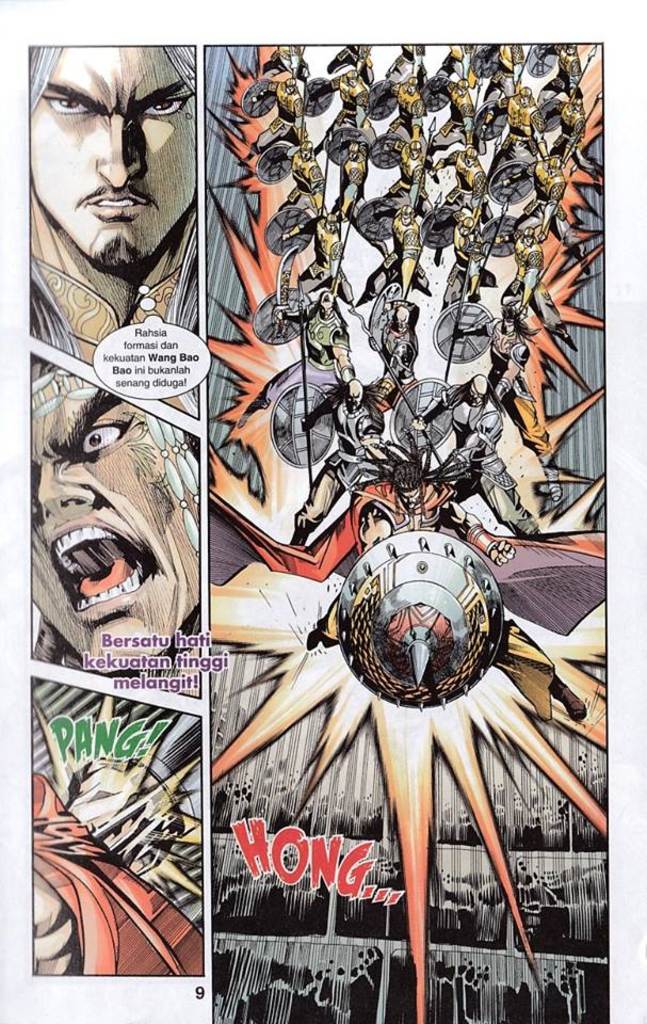 Rahsia
formasi dan
kekuatan Wang Bao
Bao ini bukanlah
senang diduga!
Bersatu hati
kekuatan tinggi
melangit!
PANG!
HONG...
9